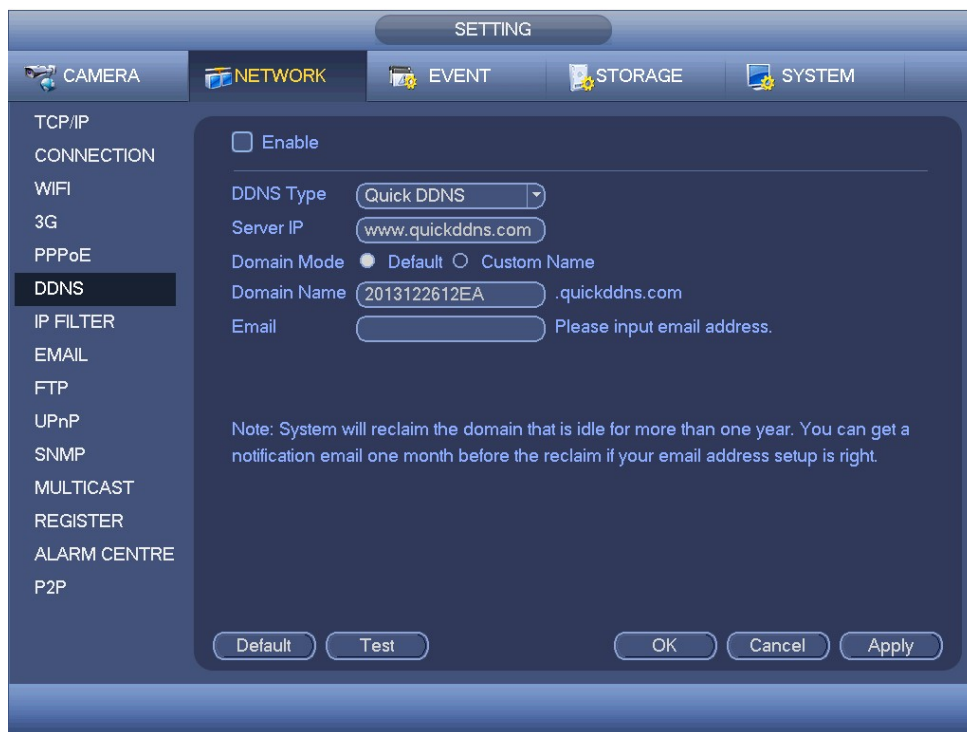 SETTING
CAMERA NETWORK EVENT STORAGE SYSTEM
TCP/IP
CONNECTION
WIFI
3G
PPPoE
DDNS
IP FILTER
EMAIL
FTP
UPnP
SNMP
MULTICAST
REGISTER
ALARM CENTRE
P2P
Enable
DDNS Type Quick DDNS
Server IP www.quickddns.com
Domain Mode Default Custom Name
Domain Name 2013122612EA .quickddns.com
Email Please input email address.
Note: System will reclaim the domain that is idle for more than one year. You can get a
notification email one month before the reclaim if your email address setup is right.
Default Test OK Cancel Apply